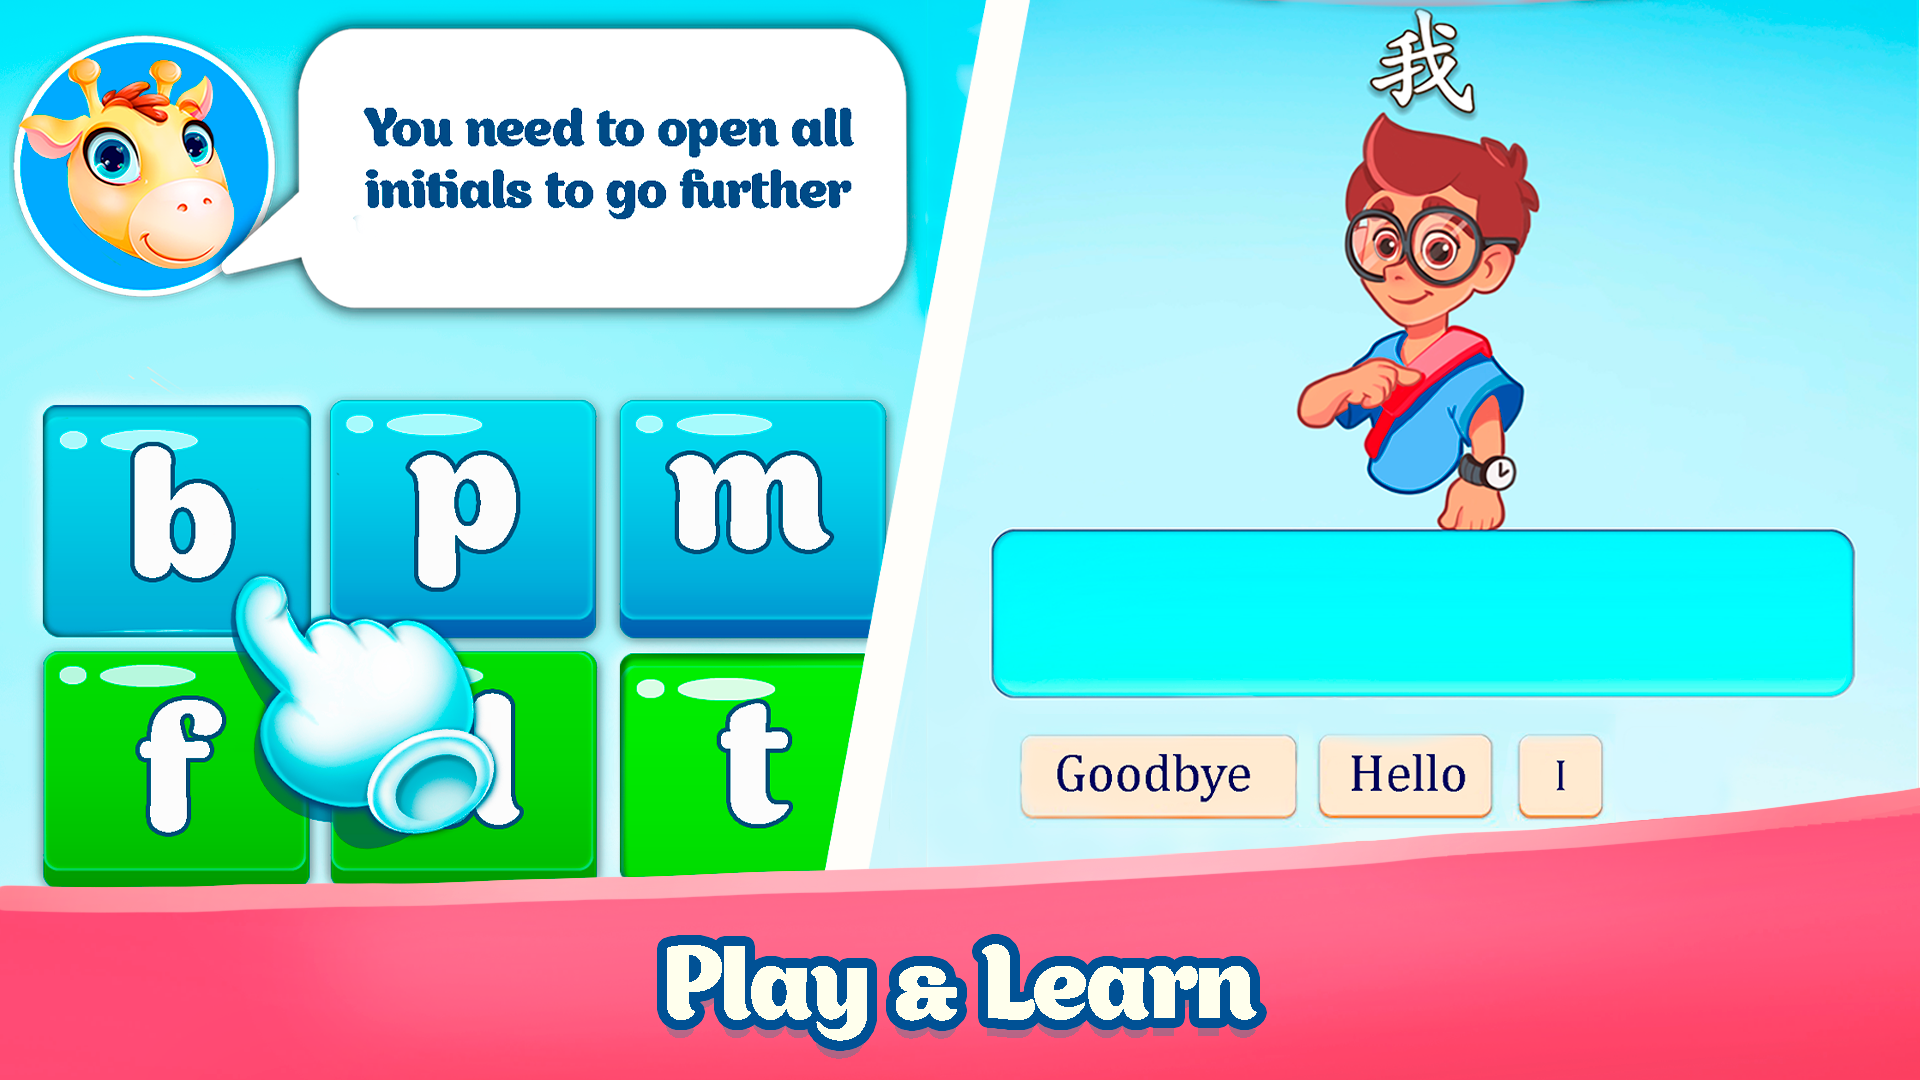 You need to open all
initials to go further
b p m
f d t
我
Goodbye Hello I
Play & Learn